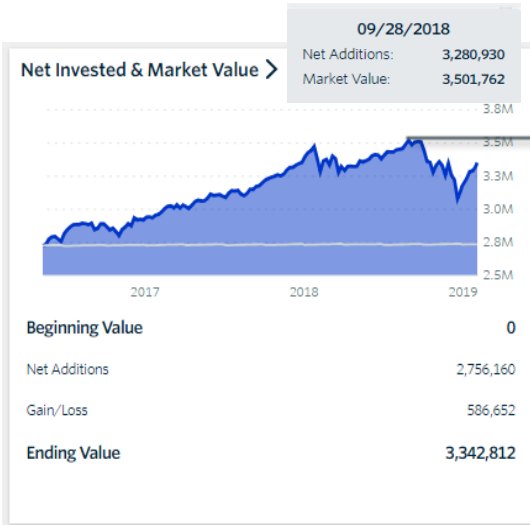 09/28/2018
Net Additions: 3,280,930
Market Value: 3,501,762
Net Invested & Market Value
3.8M
3.5M
3.3M
3.0M
2.8M
2.5M
2017 2018 2019
Beginning Value 0
Net Additions 2,756,160
Gain/Loss 586,652
Ending Value 3,342,812